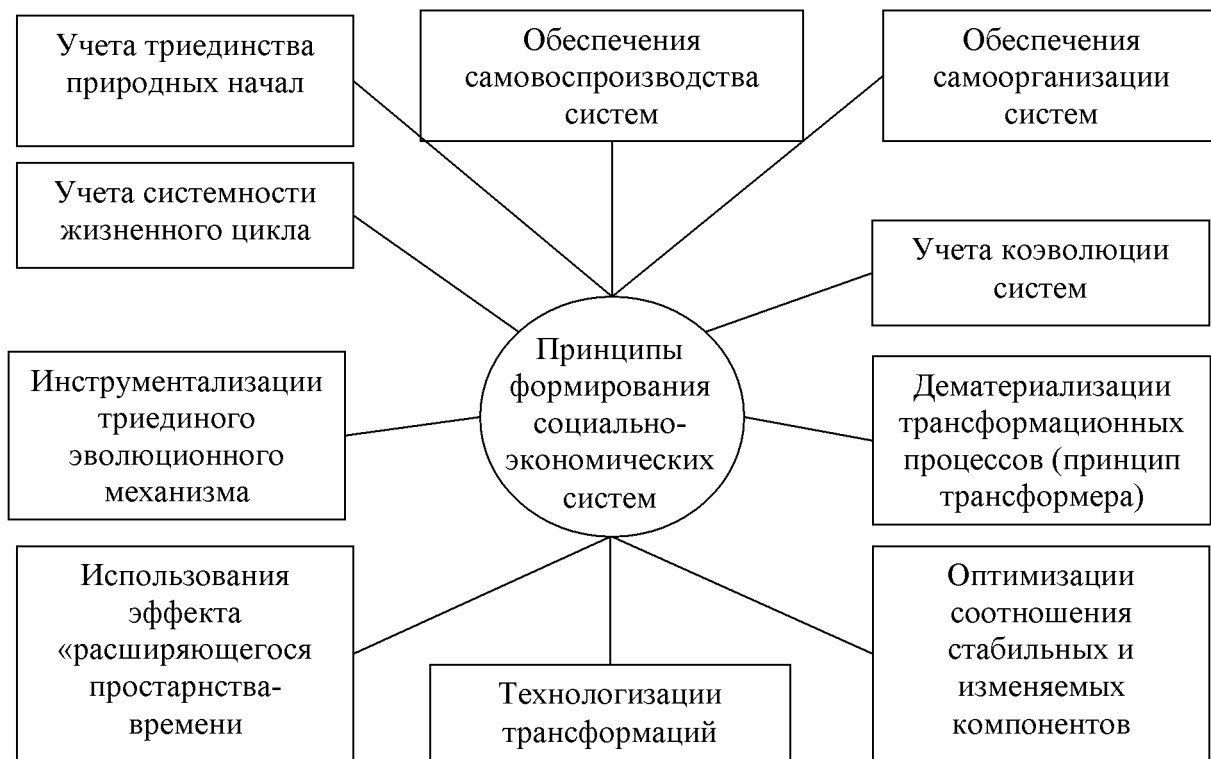 Учета триединства
природных начал
Обеспечения
самовоспроизводства
систем
Обеспечения
самоорганизации
систем
Учета системности
жизненного цикла
Учета коэволюции
систем
Принципы
формирования
социально-
экономических
систем
Инструментализации
триединого
эволюционного
механизма
Дематериализации
трансформационных
процессов (принцип
трансформера)
Использования
эффекта
«расширяющегося
простарнства-
времени
Технологизации
трансформаций
Оптимизации
соотношения
стабильных и
изменяемых
компонентов